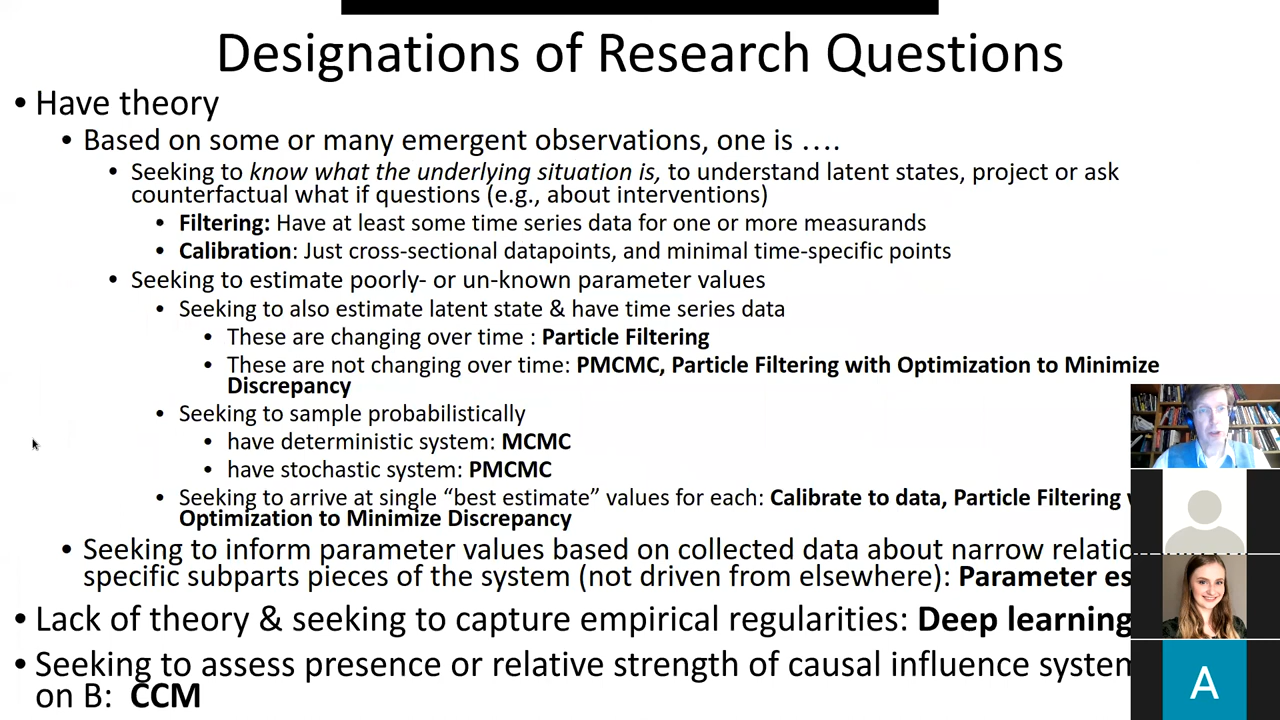 Designations of Research Questions
• Have theory
• Based on some or many emergent observations, one is ….
• Seeking to know what the underlying situation is, to understand latent states, project or ask
counterfactual what if questions (e.g., about interventions)
• Filtering: Have at least some time series data for one or more measurands
• Calibration: Just cross-sectional datapoints, and minimal time-specific points
• Seeking to estimate poorly- or un-known parameter values
• Seeking to also estimate latent state & have time series data
• These are changing over time : Particle Filtering
• These are not changing over time: PMCMC, Particle Filtering with Optimization to Minimize
Discrepancy
• Seeking to sample probabilistically
• have deterministic system: MCMC
• have stochastic system: PMCMC
• Seeking to arrive at single “best estimate” values for each: Calibrate to data, Particle Filtering
Optimization to Minimize Discrepancy
• Seeking to inform parameter values based on collected data about narrow
specific subparts pieces of the system (not driven from elsewhere): Parameter
• Lack of theory & seeking to capture empirical regularities: Deep learning
• Seeking to assess presence or relative strength of causal influence system
on B: CCM
A